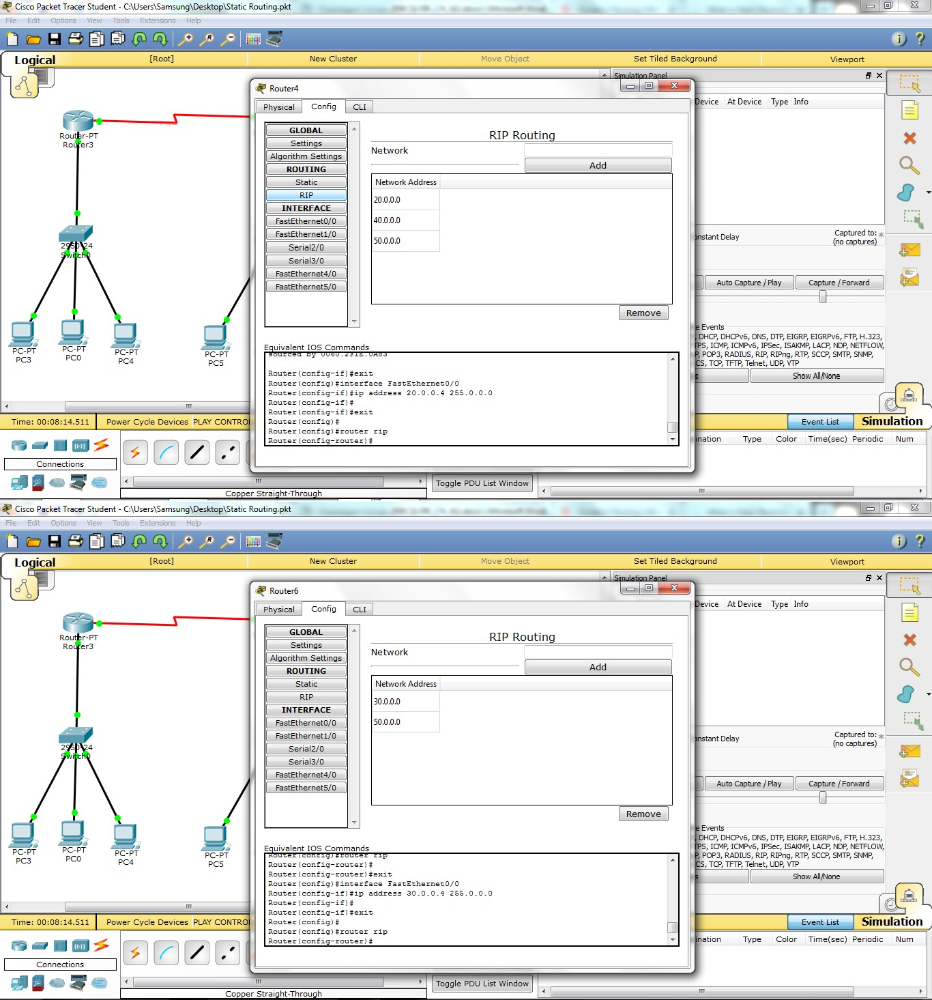 Cisco Packet Tracer Student - C:\Users\Samsung\Desktop\Static Routing.pkt
File Edit Options View Tools Extensions Help
Logical [Root] New Cluster Move Object Set Tiled Background Viewport
Simulation Panel
Router4
Physical Config CLI
Device At Device Type Info
GLOBAL
Settings
Algorithm Settings
ROUTING
Static
RIP
INTERFACE
FastEthernet0/0
FastEthernet1/0
Serial2/0
Serial3/0
FastEthernet4/0
FastEthernet5/0
RIP Routing
Network
Add
Network Address
20.0.0.0
40.0.0.0
50.0.0.0
Remove
Equivalent IOS Commands
sourced by 0060.2F1E.0A83
Router(config-if)#exit
Router(config)#interface FastEthernet0/0
Router(config-if)#ip address 20.0.0.4 255.0.0.0
Router(config-if)#
Router(config-if)#exit
Router(config)#
Router(config)#router rip
Router(config-router)#
Router-PT
Router3
2950-24
Switch0
PC-PT
PC3
PC-PT
PC0
PC-PT
PC4
PC-PT
PC5
onstant Delay
Captured to:*
(no captures)
Auto Capture / Play Capture / Forward
e Events
, DHCP, DHCPv6, DNS, DTP, EIGRP, EIGRPv6, FTP, H.323,
TPS, ICMP, ICMPv6, IPSec, ISAKMP, LACP, NDP, NETFLOW,
P, POP3, RADIUS, RIP, RIPng, RTP, SCCP, SMTP, SNMP,
CS, TCP, TFTP, Telnet, UDP, VTP
s Show All/None
Time: 00:08:14.511 Power Cycle Devices PLAY CONTRO
Event List Simulation
Connections
Copper Straight-Through
Toggle PDU List Window
ination Type Color Time(sec) Periodic Num
Cisco Packet Tracer Student - C:\Users\Samsung\Desktop\Static Routing.pkt
File Edit Options View Tools Extensions Help
Logical [Root] New Cluster Move Object Set Tiled Background Viewport
Simulation Panel
Router6
Physical Config CLI
Device At Device Type Info
GLOBAL
Settings
Algorithm Settings
ROUTING
Static
RIP
INTERFACE
FastEthernet0/0
FastEthernet1/0
Serial2/0
Serial3/0
FastEthernet4/0
FastEthernet5/0
RIP Routing
Network
Add
Network Address
30.0.0.0
50.0.0.0
Remove
Equivalent IOS Commands
Router(config)#router rip
Router(config-router)#
Router(config-router)#exit
Router(config)#interface FastEthernet0/0
Router(config-if)#ip address 30.0.0.4 255.0.0.0
Router(config-if)#
Router(config-if)#exit
Router(config)#
Router(config)#router rip
Router(config-router)#
Router-PT
Router3
2950-24
Switch0
PC-PT
PC3
PC-PT
PC0
PC-PT
PC4
PC-PT
PC5
onstant Delay
Captured to:*
(no captures)
Auto Capture / Play Capture / Forward
e Events
, DHCP, DHCPv6, DNS, DTP, EIGRP, EIGRPv6, FTP, H.323,
TPS, ICMP, ICMPv6, IPSec, ISAKMP, LACP, NDP, NETFLOW,
P, POP3, RADIUS, RIP, RIPng, RTP, SCCP, SMTP, SNMP,
CS, TCP, TFTP, Telnet, UDP, VTP
s Show All/None
Time: 00:08:14.511 Power Cycle Devices PLAY CONTRO
Event List Simulation
Connections
Copper Straight-Through
Toggle PDU List Window
ination Type Color Time(sec) Periodic Num